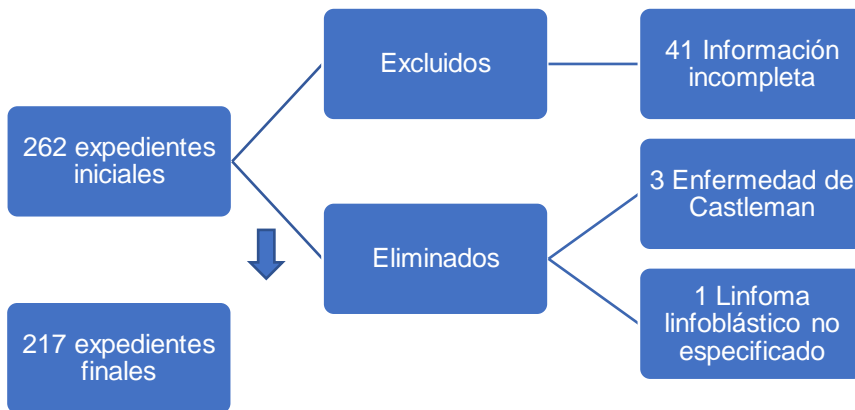 262 expedientes
iniciales
Excluidos
41 Información
incompleta
Eliminados
3 Enfermedad de
Castleman
1 Linfoma
linfoblástico no
especificado
217 expedientes
finales